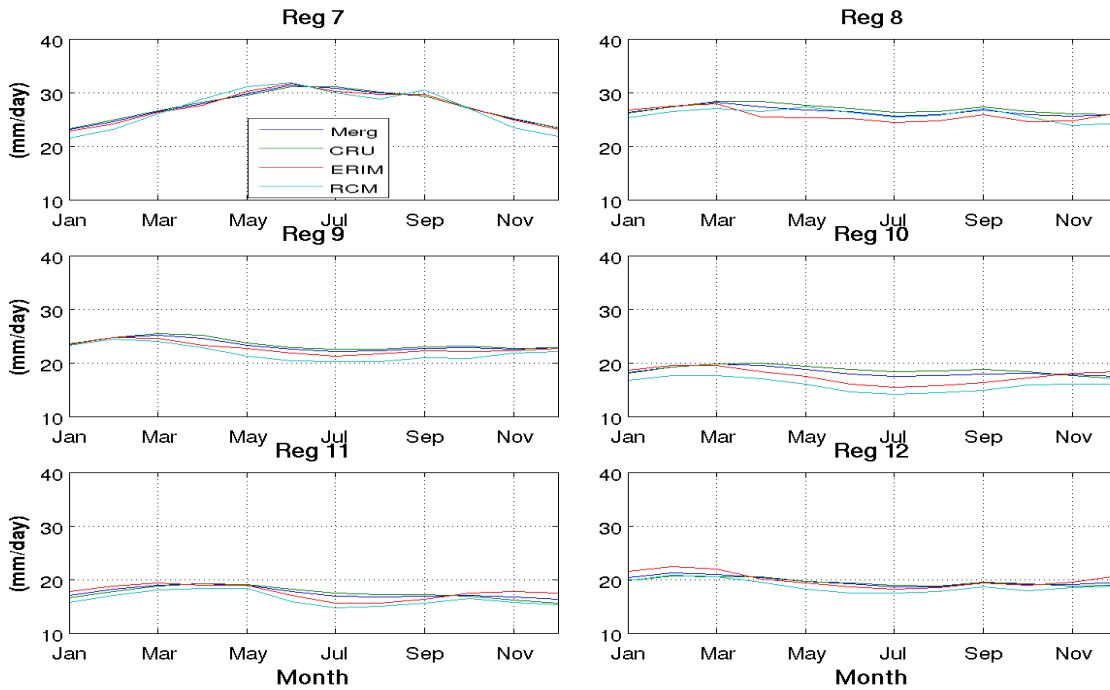 Reg 7
40
30
20
10
(mm/day)
Merg
CRU
ERIM
RCM
Jan Mar May Jul Sep Nov
Reg 8
40
30
20
10
Jan Mar May Jul Sep Nov
Reg 9
40
30
20
10
(mm/day)
Jan Mar May Jul Sep Nov
Reg 10
40
30
20
10
Jan Mar May Jul Sep Nov
Reg 11
40
30
20
10
(mm/day)
Jan Mar May Jul Sep Nov
Month
Reg 12
40
30
20
10
Jan Mar May Jul Sep Nov
Month